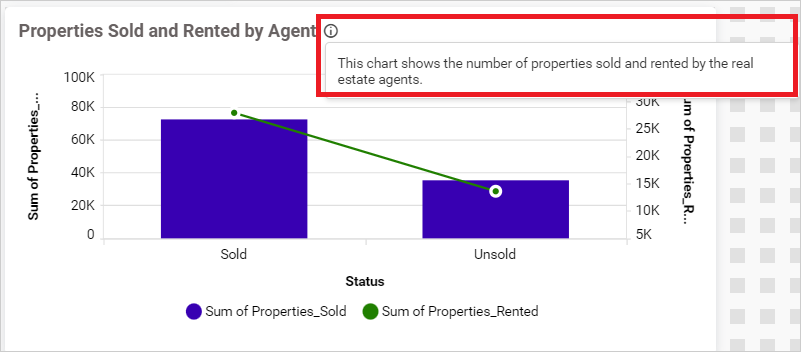 Properties Sold and Rented by Agent
This chart shows the number of properties sold and rented by the real
estate agents.
100K
80K
60K
40K
20K
0
Sum of Properties_...
30K
25K
20K
15K
10K
5K
Sum of Properties_R...
Sold
Unsold
Status
Sum of Properties_Sold
Sum of Properties_Rented